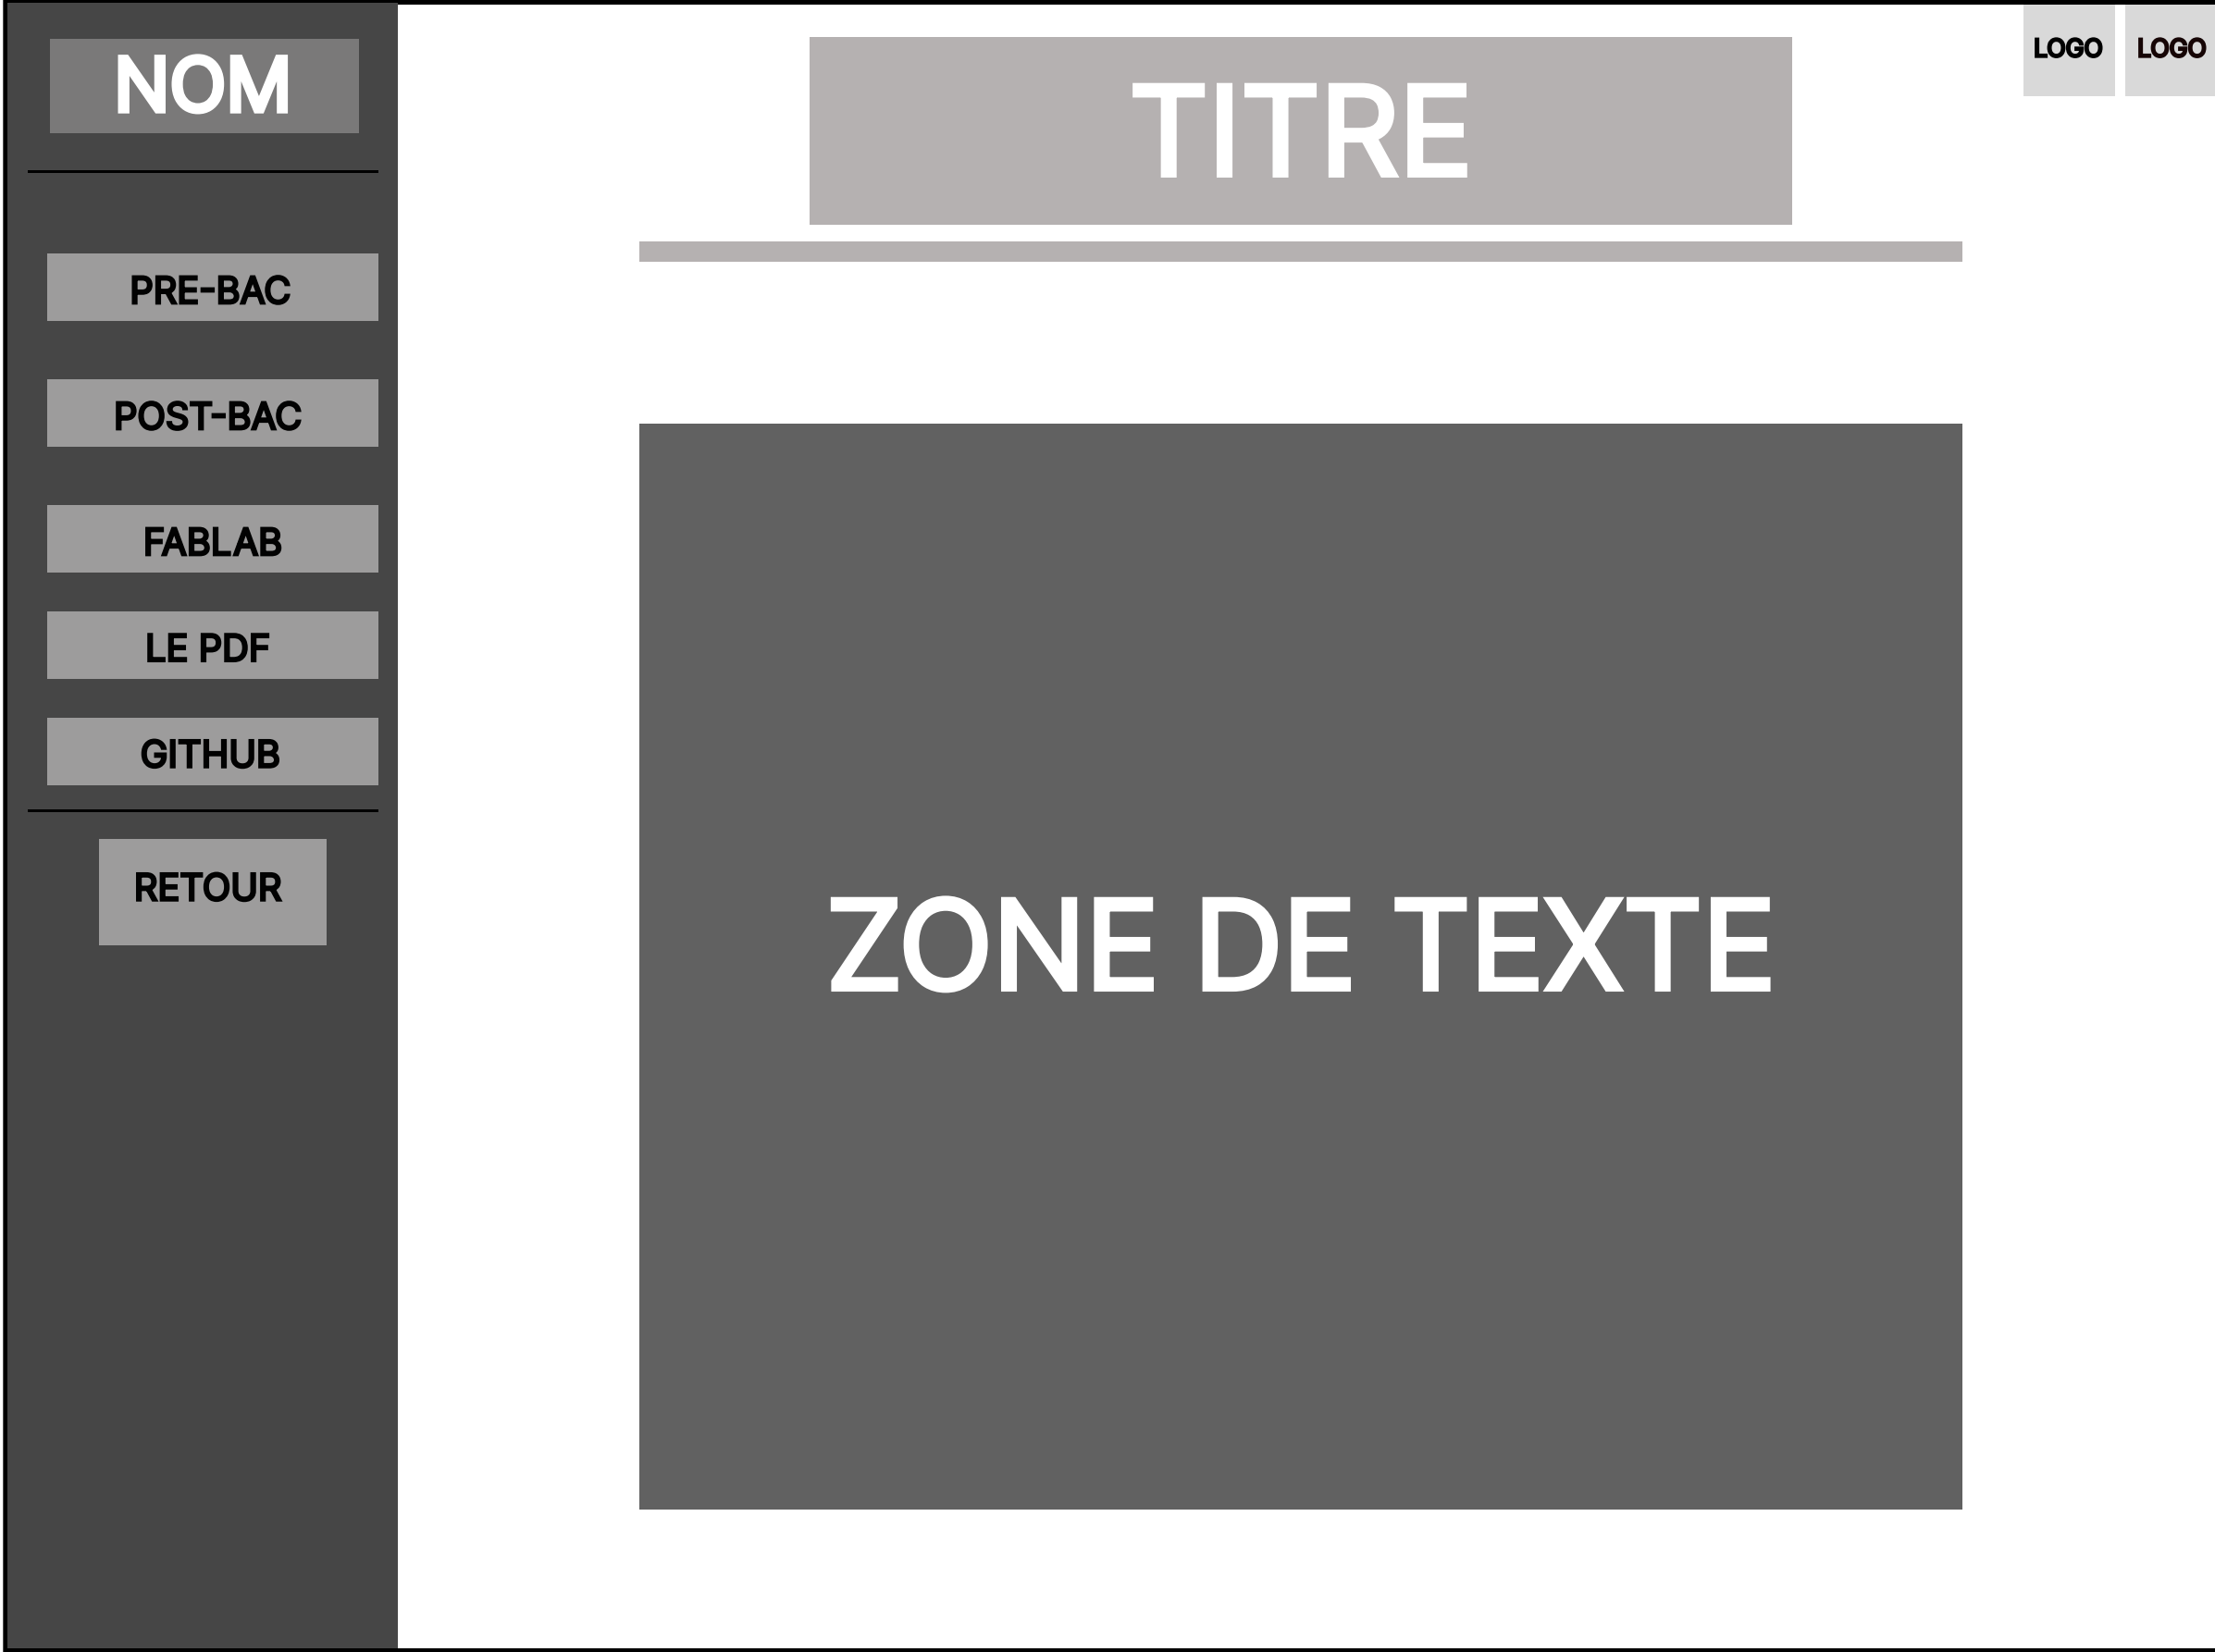 NOM
PRE-BAC
POST-BAC
FABLAB
LE PDF
GITHUB
RETOUR
TITRE
LOGO
LOGO
ZONE DE TEXTE